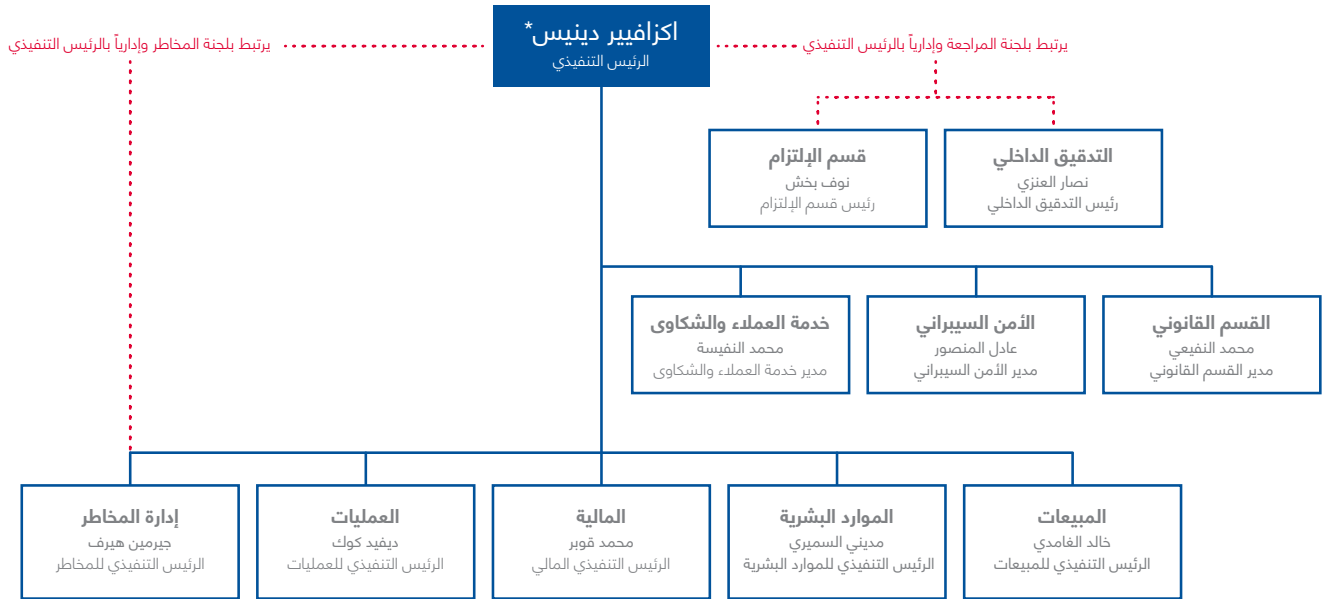 اكزافيير دينيس*
الرئيس التنفيذي
يرتبط بلجنة المراجعة وإدارياً بالرئيس التنفيذي
يرتبط بلجنة المخاطر وإدارياً بالرئيس التنفيذي
التدقيق الداخلي
نصار العنزي
رئيس التدقيق الداخلي
قسم الإلتزام
نوف بخش
رئيس قسم الإلتزام
القسم القانوني
محمد النفيعي
مدير القسم القانوني
الأمن السيبراني
عادل المنصور
مدير الأمن السيبراني
خدمة العملاء والشكاوى
محمد النفيسة
مدير خدمة العملاء والشكاوى
المبيعات
خالد الغامدي
الرئيس التنفيذي للمبيعات
الموارد البشرية
مديني السميري
الرئيس التنفيذي للموارد البشرية
المالية
محمد قوبر
الرئيس التنفيذي المالي
العمليات
ديفيد كوك
الرئيس التنفيذي للعمليات
إدارة المخاطر
جيرمين هيرف
الرئيس التنفيذي للمخاطر